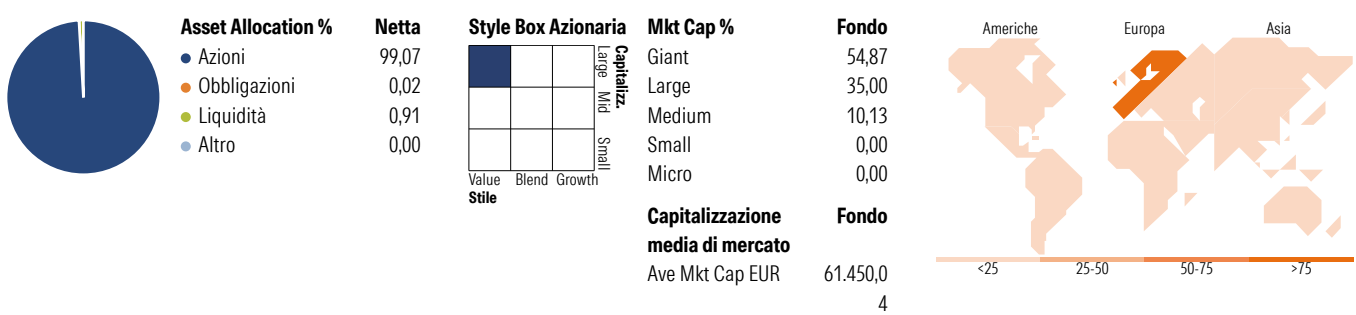 Asset Allocation % Netta
Azioni 99,07
Obbligazioni 0,02
Liquidità 0,91
Altro 0,00
Style Box Azionaria
Capitalizz.
Large Mid Small
Value Blend Growth
Stile
Mkt Cap % Fondo
Giant 54,87
Large 35,00
Medium 10,13
Small 0,00
Micro 0,00
Capitalizzazione Fondo
media di mercato
Ave Mkt Cap EUR 61.450,0
4
Americhe Europa Asia
<25 25-50 50-75 >75